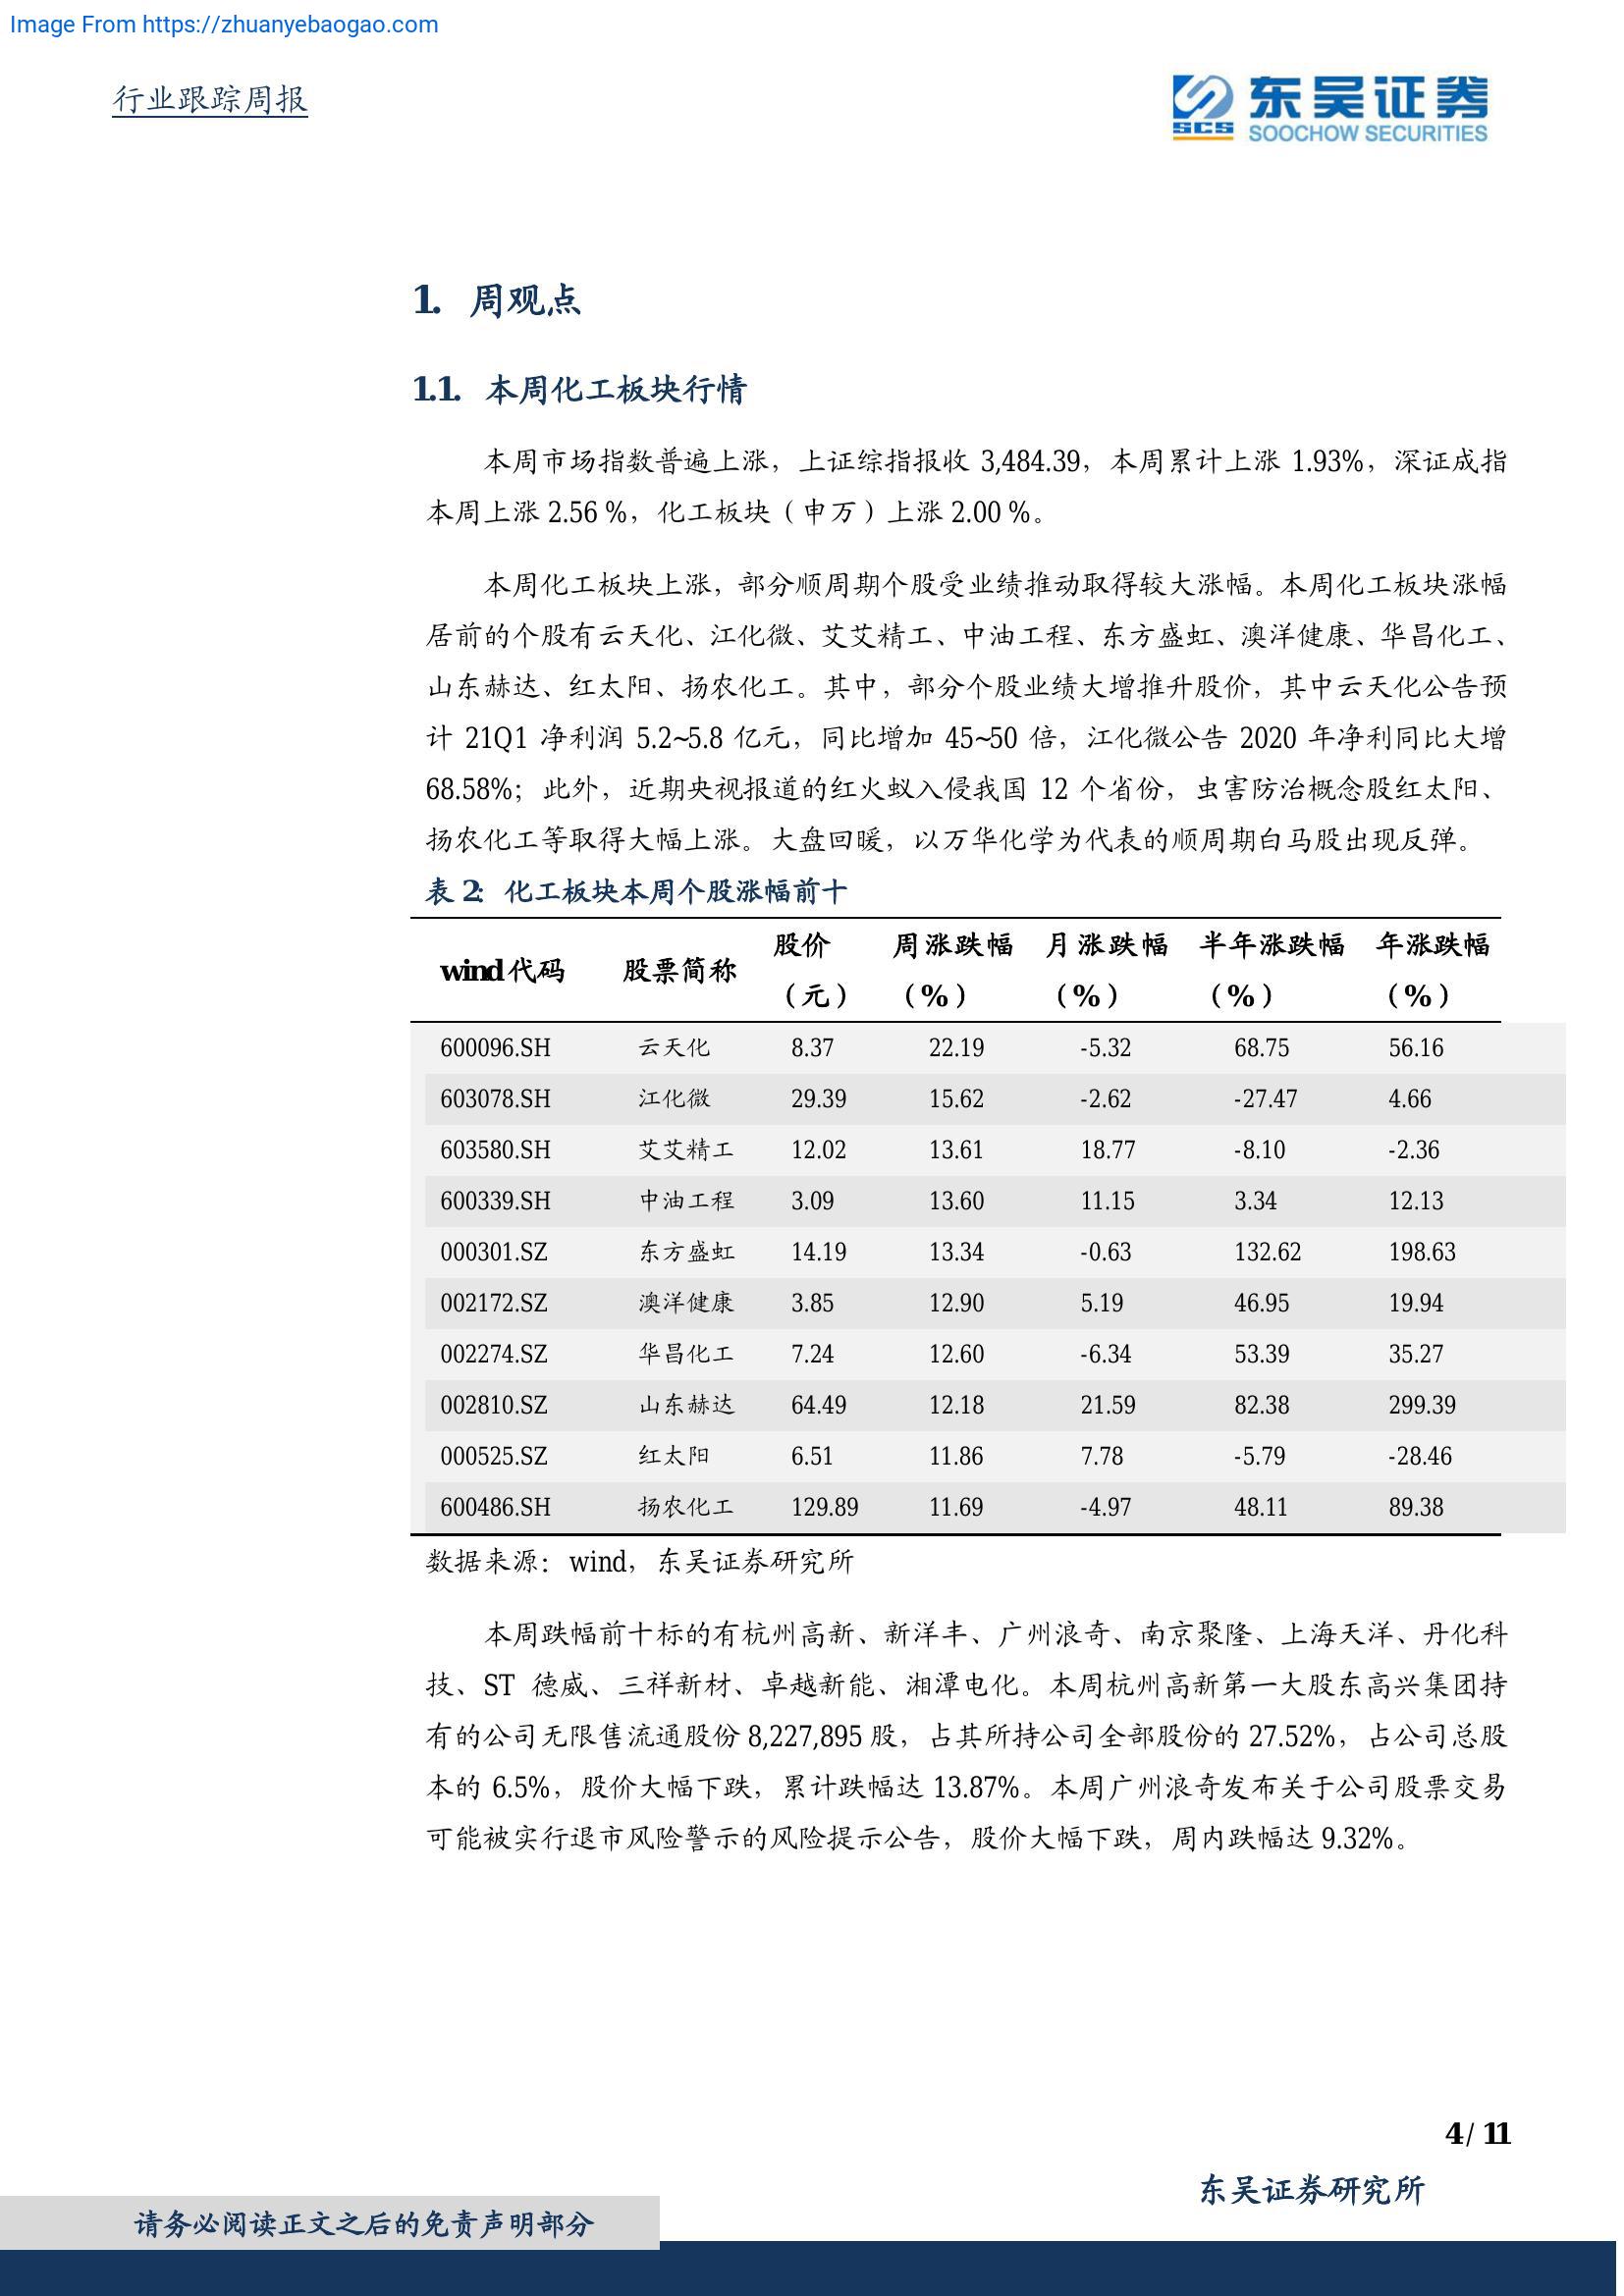 Image From https://zhuanyebaogao.com
行业跟踪周报
SCS 东吴证券
SOOCHOW SECURITIES
1. 周观点
1.1. 本周化工板块行情
本周市场指数普遍上涨，上证综指报收 3,484.39，本周累计上涨 1.93%，深证成指
本周上涨 2.56 %，化工板块（申万）上涨 2.00 %。
本周化工板块上涨，部分顺周期个股受业绩推动取得较大涨幅。本周化工板块涨幅
居前的个股有云天化、江化微、艾艾精工、中油工程、东方盛虹、澳洋健康、华昌化工、
山东赫达、红太阳、扬农化工。其中，部分个股业绩大增推升股价，其中云天化公告预
计 21Q1 净利润 5.2~5.8 亿元，同比增加 45~50 倍，江化微公告 2020 年净利同比大增
68.58%；此外，近期央视报道的红火蚁入侵我国 12 个省份，虫害防治概念股红太阳、
扬农化工等取得大幅上涨。大盘回暖，以万华化学为代表的顺周期白马股出现反弹。
表 2： 化工板块本周个股涨幅前十
wind 代码 股票简称 股价（元） 周涨跌幅（%） 月涨跌幅（%） 半年涨跌幅（%） 年涨跌幅（%）
600096.SH 云天化 8.37 22.19 -5.32 68.75 56.16
603078.SH 江化微 29.39 15.62 -2.62 -27.47 4.66
603580.SH 艾艾精工 12.02 13.61 18.77 -8.10 -2.36
600339.SH 中油工程 3.09 13.60 11.15 3.34 12.13
000301.SZ 东方盛虹 14.19 13.34 -0.63 132.62 198.63
002172.SZ 澳洋健康 3.85 12.90 5.19 46.95 19.94
002274.SZ 华昌化工 7.24 12.60 -6.34 53.39 35.27
002810.SZ 山东赫达 64.49 12.18 21.59 82.38 299.39
000525.SZ 红太阳 6.51 11.86 7.78 -5.79 -28.46
600486.SH 扬农化工 129.89 11.69 -4.97 48.11 89.38
数据来源：wind，东吴证券研究所
本周跌幅前十标的有杭州高新、新洋丰、广州浪奇、南京聚隆、上海天洋、丹化科
技、ST 德威、三祥新材、卓越新能、湘潭电化。本周杭州高新第一大股东高兴集团持
有的公司无限售流通股份 8,227,895 股，占其所持公司全部股份的 27.52%，占公司总股
本的 6.5%，股价大幅下跌，累计跌幅达 13.87%。本周广州浪奇发布关于公司股票交易
可能被实行退市风险警示的风险提示公告，股价大幅下跌，周内跌幅达 9.32%。
4 / 11
东吴证券研究所
请务必阅读正文之后的免责声明部分